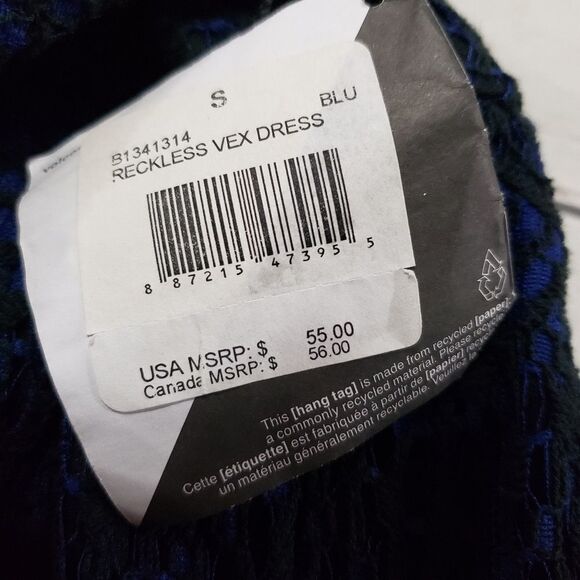 S BLU
B1341314
RECKLESS VEX DRESS
8 87215 47395 5
USA MSRP: $ 55.00
Canada MSRP: $ 56.00
This [hang tag] is made from recycled [paper];
a commonly recycled material. Please recycle.
Cette [étiquette] est fabriquée à partir de [papier]
un matériau généralement recyclable. Veuillez la